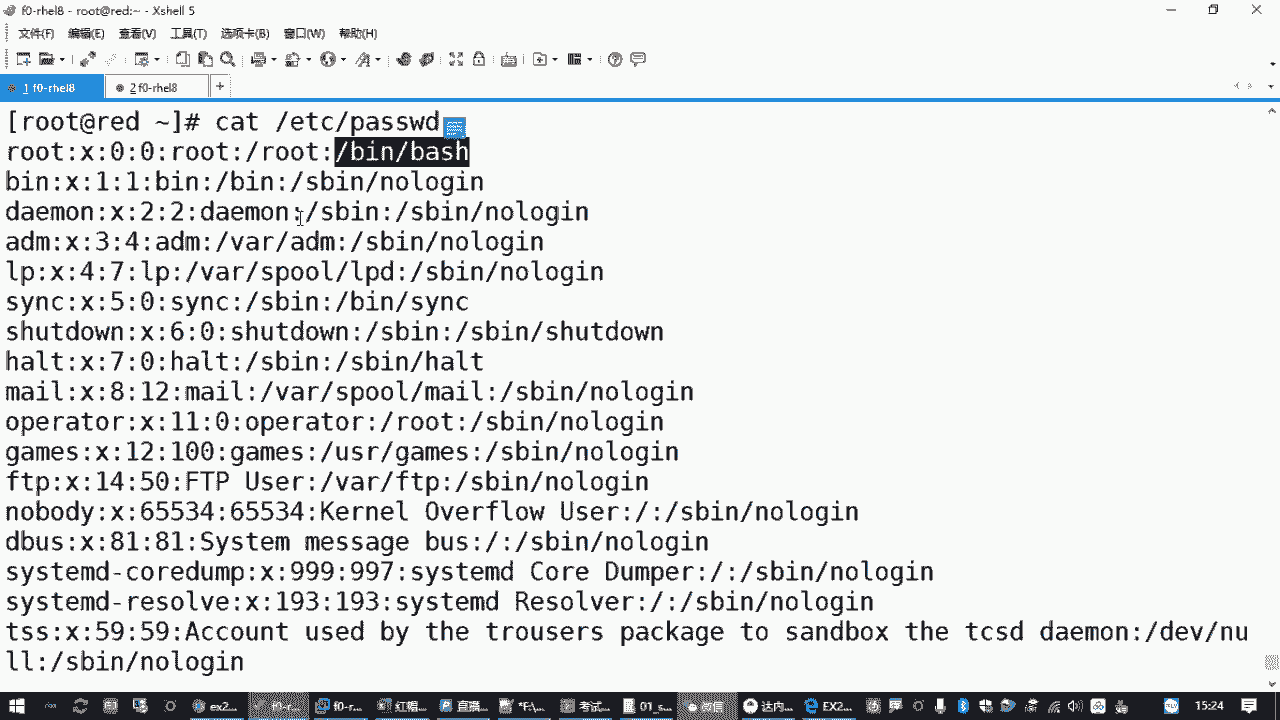 f0-rhel8 - root@red:~ - Xshell 5
文件(F) 编辑(E) 查看(V) 工具(T) 选项卡(B) 窗口(W) 帮助(H)
1 f0-rhel8 2 f0-rhel8 +
[root@red ~]# cat /etc/passwd
root:x:0:0:root:/root:/bin/bash
bin:x:1:1:bin:/bin:/sbin/nologin
daemon:x:2:2:daemon:/sbin:/sbin/nologin
adm:x:3:4:adm:/var/adm:/sbin/nologin
lp:x:4:7:lp:/var/spool/lpd:/sbin/nologin
sync:x:5:0:sync:/sbin:/bin/sync
shutdown:x:6:0:shutdown:/sbin:/sbin/shutdown
halt:x:7:0:halt:/sbin:/sbin/halt
mail:x:8:12:mail:/var/spool/mail:/sbin/nologin
operator:x:11:0:operator:/root:/sbin/nologin
games:x:12:100:games:/usr/games:/sbin/nologin
ftp:x:14:50:FTP User:/var/ftp:/sbin/nologin
nobody:x:65534:65534:Kernel Overflow User:/:/sbin/nologin
dbus:x:81:81:System message bus:/:/sbin/nologin
systemd-coredump:x:999:997:systemd Core Dumper:/:/sbin/nologin
systemd-resolve:x:193:193:systemd Resolver:/:/sbin/nologin
tss:x:59:59:Account used by the trousers package to sandbox the tcsd daemon:/dev/nu
ll:/sbin/nologin
ex2... f0-r... f0-r... 红帽... 直播... 考试... 01_s... 微信 达内... EX2... 15:24